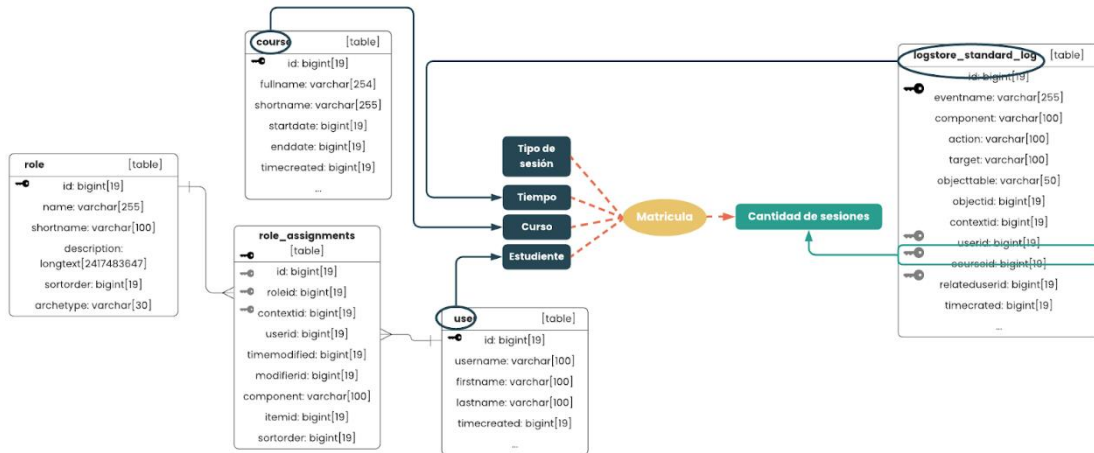 course [table]
id: bigint[19]
fullname: varchar[254]
shortname: varchar[255]
startdate: bigint[19]
enddate: bigint[19]
timecreated: bigint[19]
...
logstore_standard_log [table]
id: bigint[19]
eventname: varchar[255]
component: varchar[100]
action: varchar[100]
target: varchar[100]
objecttable: varchar[50]
objectid: bigint[19]
contextid: bigint[19]
userid: bigint[19]
courseid: bigint[19]
relateduserid: bigint[19]
timecrated: bigint[19]
...
role [table]
id: bigint[19]
name: varchar[255]
shortname: varchar[100]
description:
longtext[2417483647]
sortorder: bigint[19]
archetype: varchar[30]
role_assignments
[table]
id: bigint[19]
roleid: bigint[19]
contextid: bigint[19]
userid: bigint[19]
timemodified: bigint[19]
modifierid: bigint[19]
component: varchar[100]
itemid: bigint[19]
sortorder: bigint[19]
Tipo de
sesión
Tiempo
Curso
Estudiante
Matricula
Cantidad de sesiones
user [table]
id: bigint[19]
username: varchar[100]
firstname: varchar[100]
lastname: varchar[100]
timecreated: bigint[19]
...